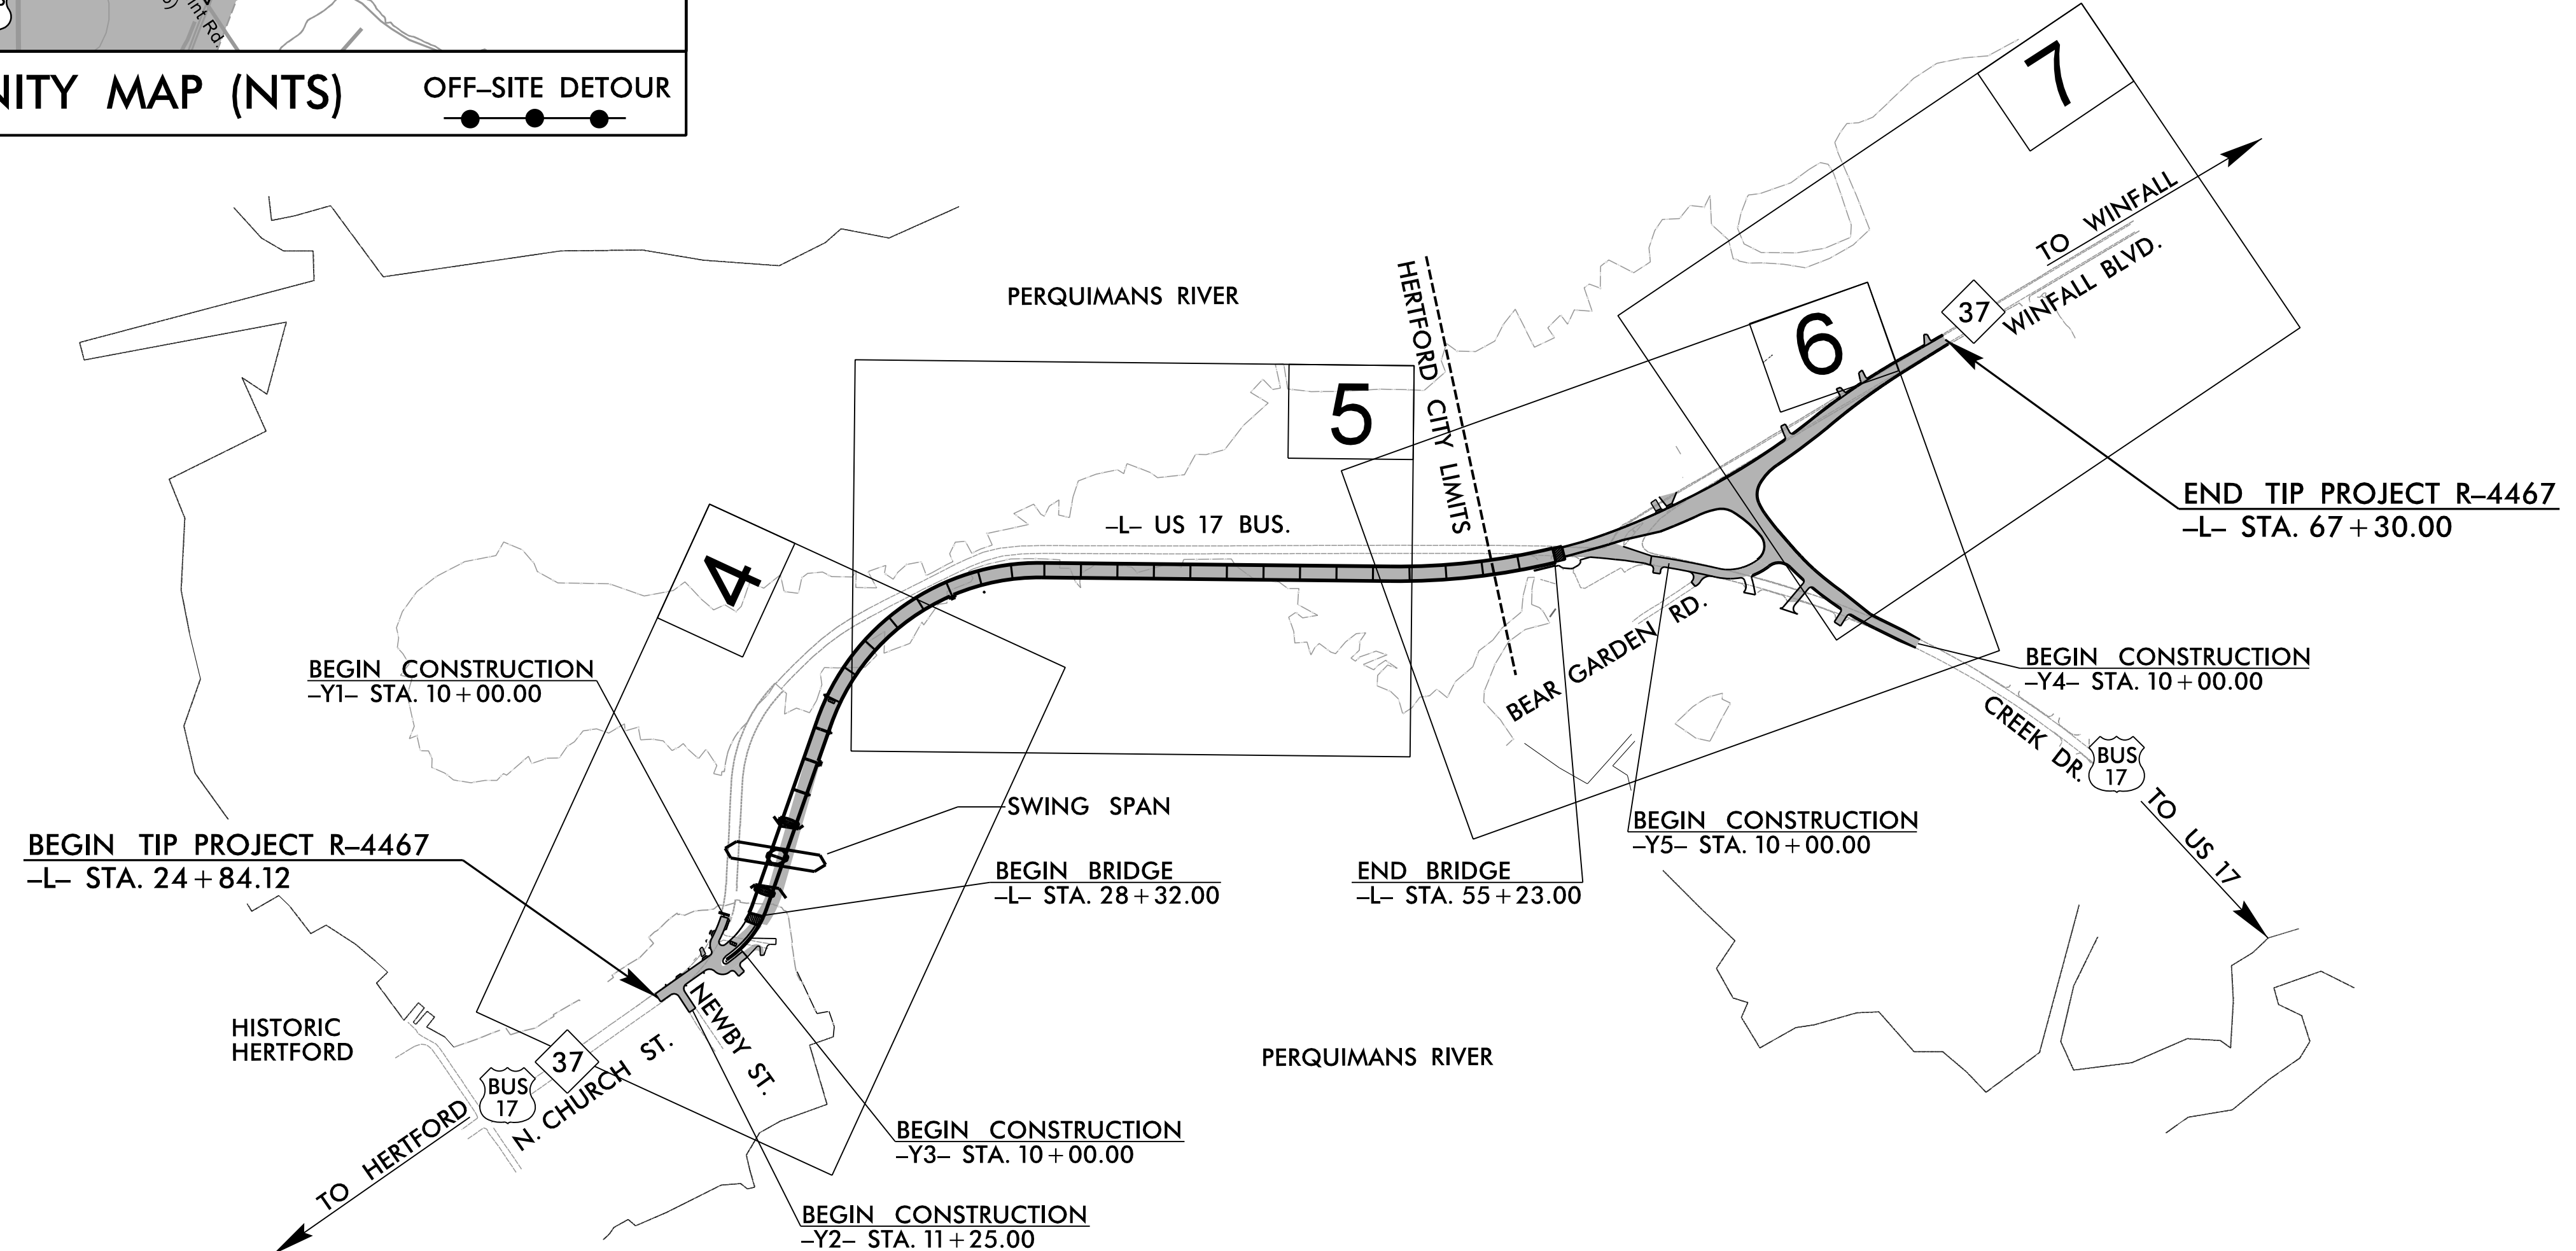 nt Rd.
NITY MAP (NTS)
OFF–SITE DETOUR
7
TO WINFALL
WINFALL BLVD.
37
6
PERQUIMANS RIVER
HERTFORD CITY LIMITS
5
END TIP PROJECT R–4467
–L– STA. 67+30.00
–L– US 17 BUS.
4
BEAR GARDEN RD.
BEGIN CONSTRUCTION
–Y1– STA. 10+00.00
BEGIN CONSTRUCTION
–Y4– STA. 10+00.00
CREEK DR.
BUS
17
TO US 17
SWING SPAN
BEGIN CONSTRUCTION
–Y5– STA. 10+00.00
BEGIN TIP PROJECT R–4467
–L– STA. 24+84.12
BEGIN BRIDGE
–L– STA. 28+32.00
END BRIDGE
–L– STA. 55+23.00
HISTORIC
HERTFORD
NEWBY ST.
PERQUIMANS RIVER
37
BUS
17
N. CHURCH ST.
TO HERTFORD
BEGIN CONSTRUCTION
–Y3– STA. 10+00.00
BEGIN CONSTRUCTION
–Y2– STA. 11+25.00